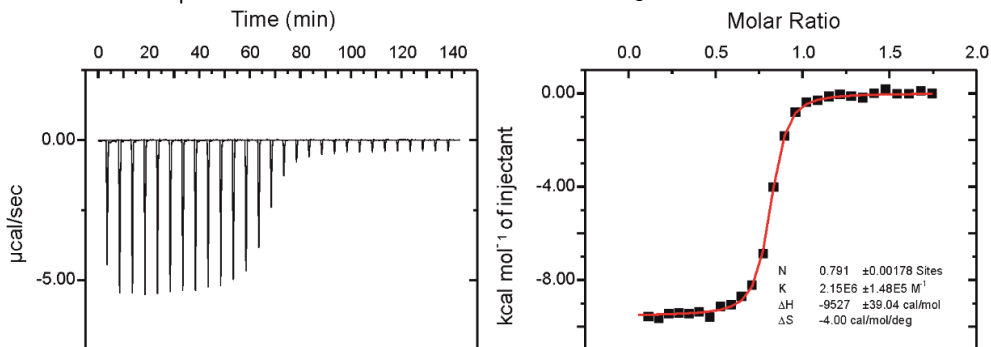 Time (min)
0 20 40 60 80 100 120 140
0.00
-5.00
µcal/sec
Molar Ratio
0.0 0.5 1.0 1.5 2.0
0.00
-4.00
-8.00
kcal mol⁻¹ of injectant
N 0.791 ±0.00178 Sites
K 2.15E6 ±1.48E5 M⁻¹
ΔH -9527 ±39.04 cal/mol
ΔS -4.00 cal/mol/deg